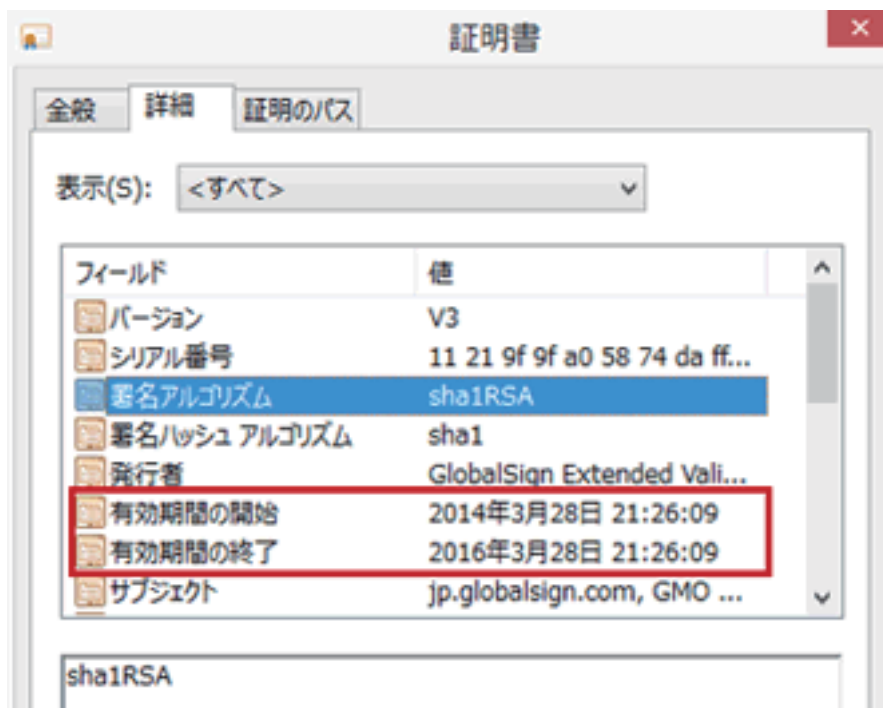 証明書
全般 詳細 証明のパス
表示(S): <すべて>
フィールド 値
バージョン V3
シリアル番号 11 21 9f 9f a0 58 74 da ff...
署名アルゴリズム sha1RSA
署名ハッシュ アルゴリズム sha1
発行者 GlobalSign Extended Vali...
有効期間の開始 2014年3月28日 21:26:09
有効期間の終了 2016年3月28日 21:26:09
サブジェクト jp.globalsign.com, GMO ...
sha1RSA